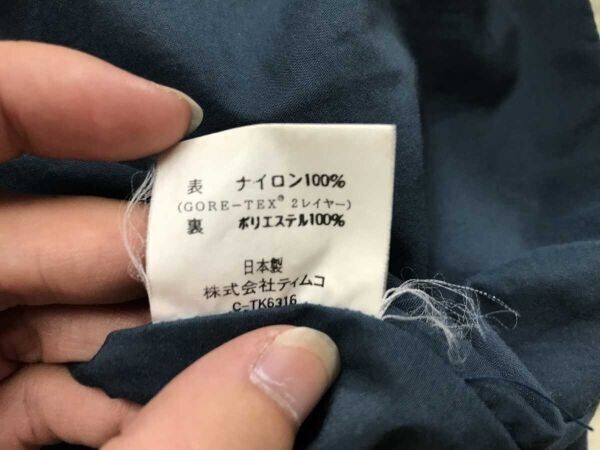 表 ナイロン100%
(GORE-TEX® 2レイヤー)
裏 ポリエステル100%
日本製
株式会社ティムコ
C-TK6316